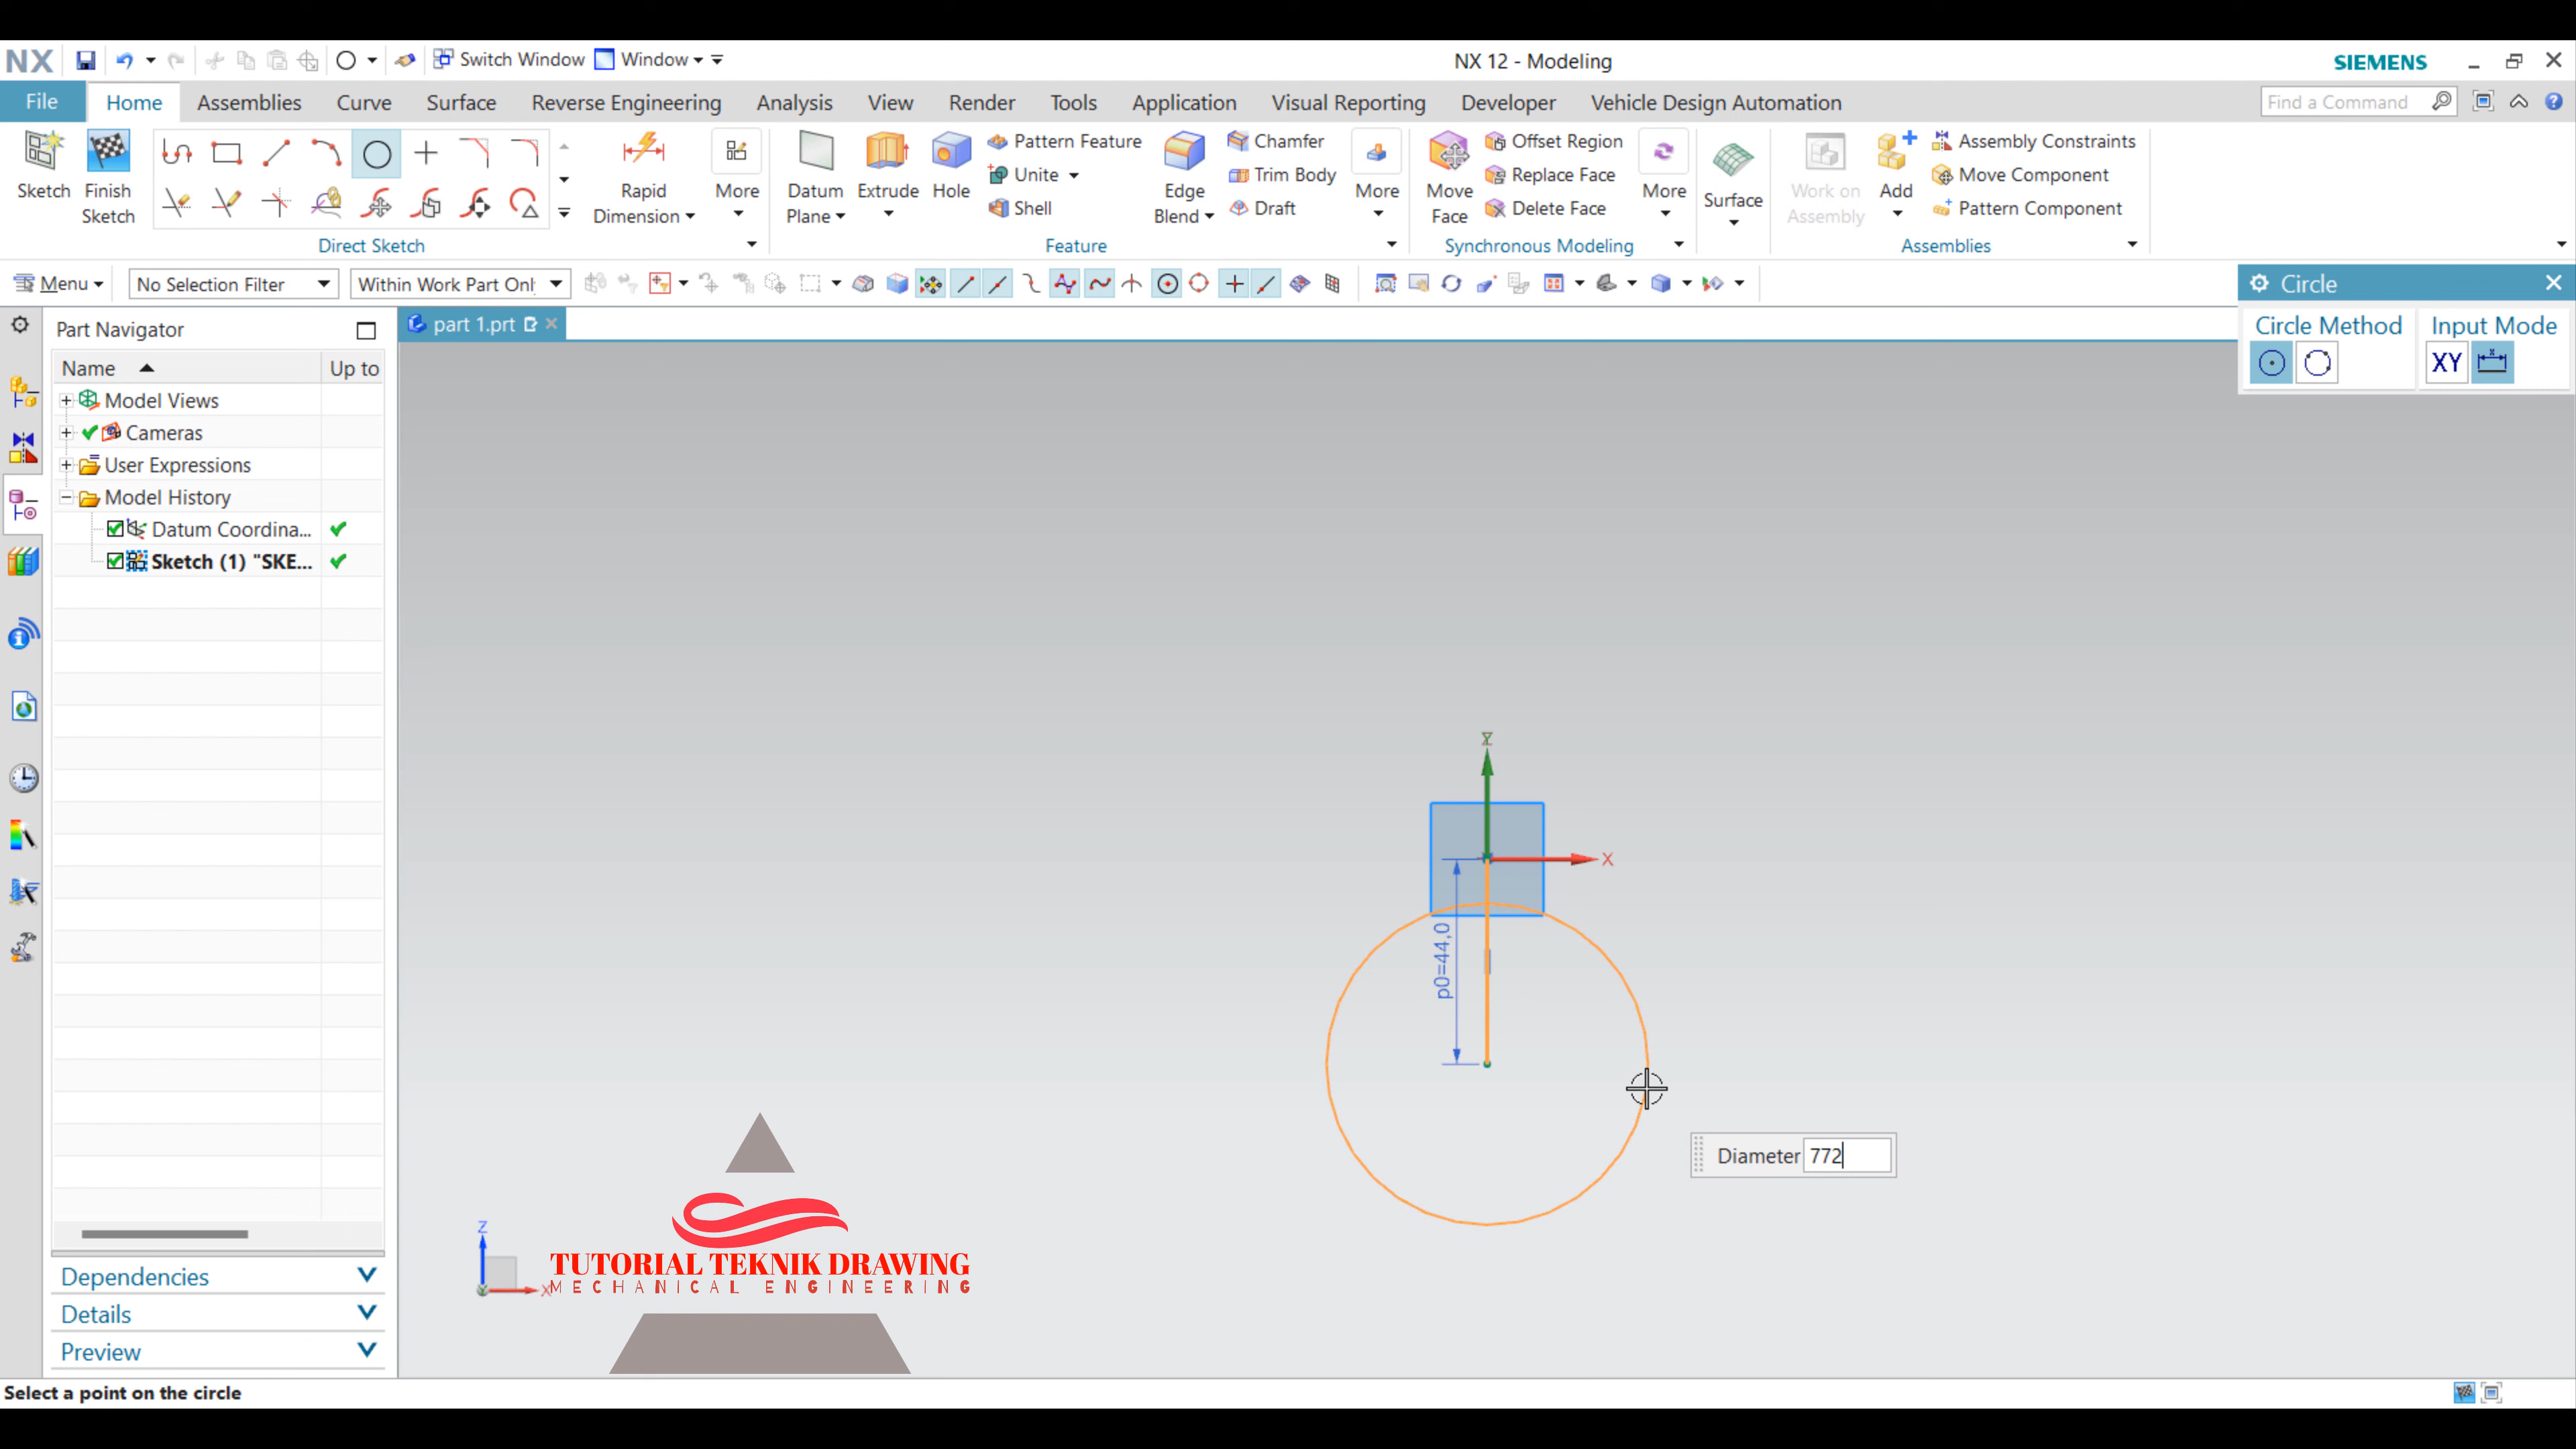 NX Switch Window Window NX 12 - Modeling SIEMENS
File Home Assemblies Curve Surface Reverse Engineering Analysis View Render Tools Application Visual Reporting Developer Vehicle Design Automation Find a Command
Sketch Finish Sketch Rapid Dimension More
Direct Sketch
Datum Plane Extrude Hole Pattern Feature Unite Shell Edge Blend Chamfer Trim Body Draft More
Feature
Move Face Offset Region Replace Face Delete Face More
Synchronous Modeling
Surface
Work on Assembly Add Assembly Constraints Move Component Pattern Component
Assemblies
Menu No Selection Filter Within Work Part Onl
Circle
Circle Method Input Mode
XY
Part Navigator
part 1.prt
Name Up to
Model Views
Cameras
User Expressions
Model History
Datum Coordina...
Sketch (1) "SKE...
Y
X
p0=44,0
Diameter 772
Z
X
Y
TUTORIAL TEKNIK DRAWING
MECHANICAL ENGINEERING
Dependencies
Details
Preview
Select a point on the circle